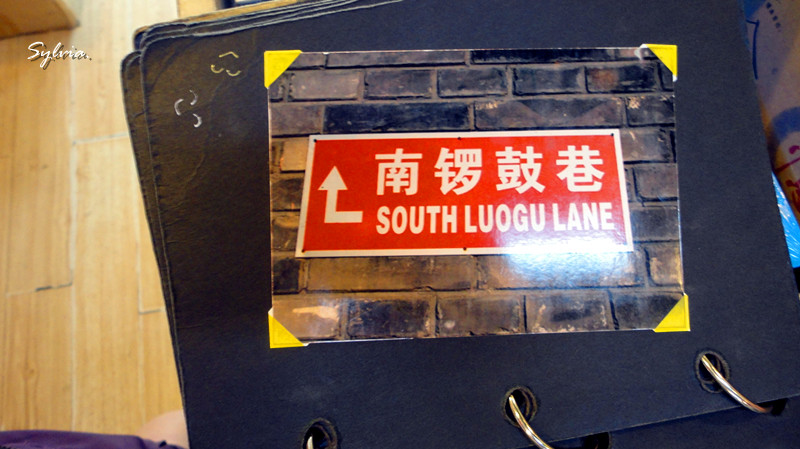 Sylvia.
南锣鼓巷
SOUTH LUOGU LANE